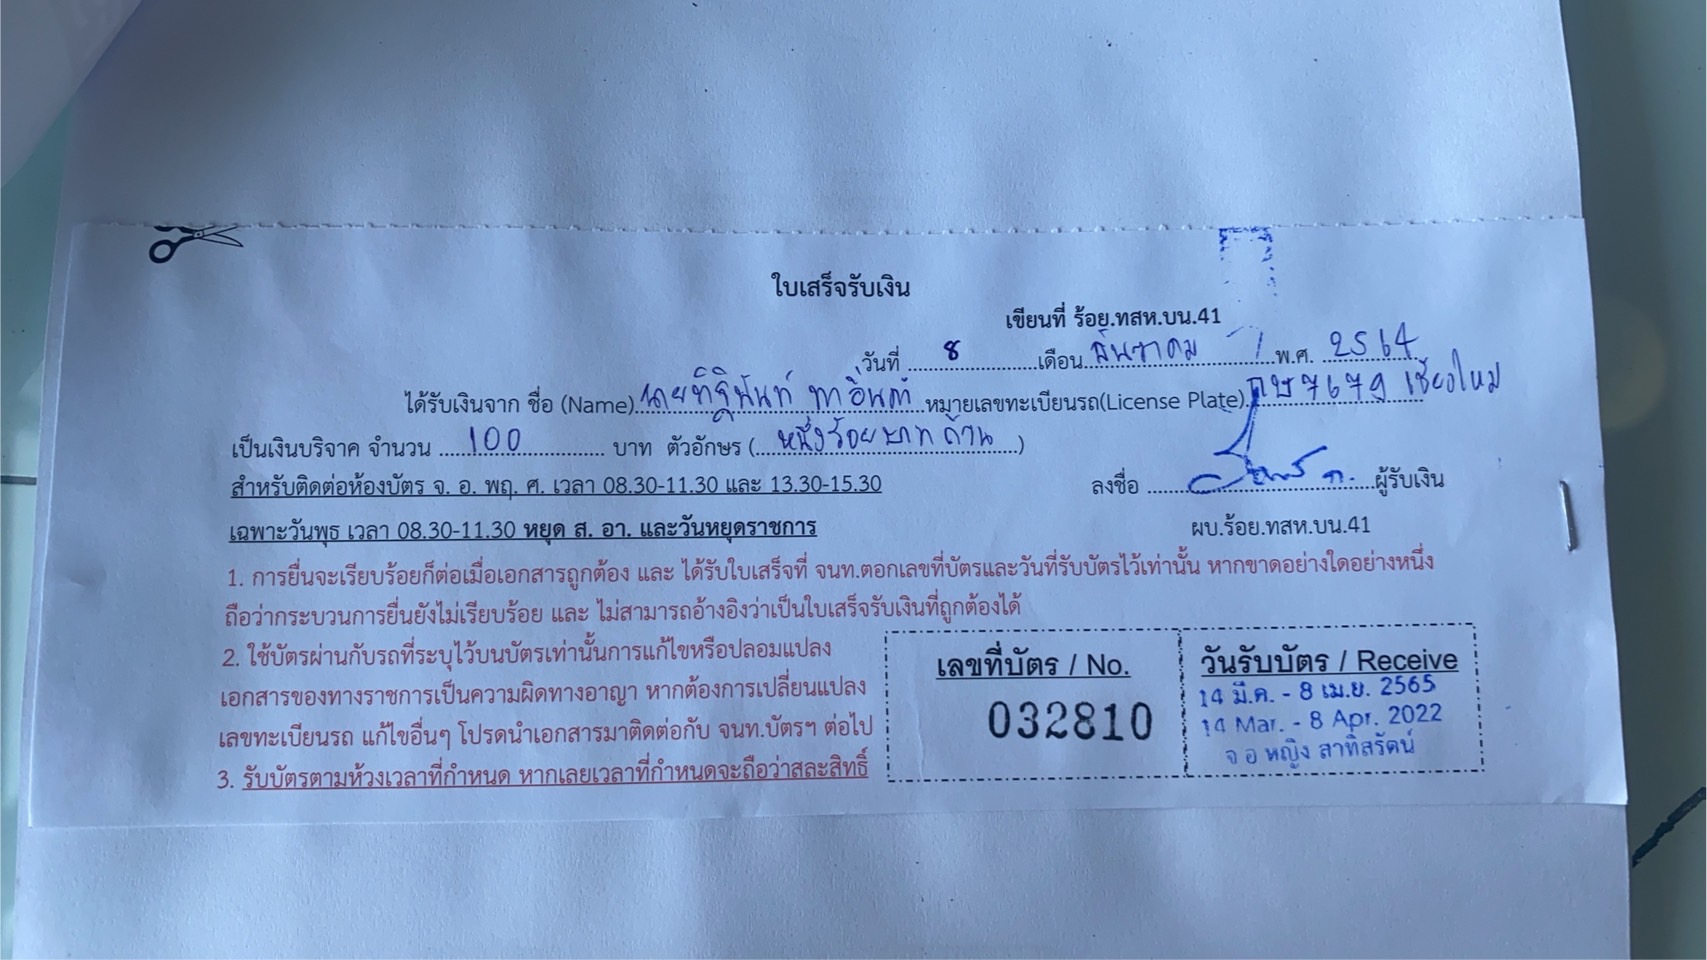 ใบเสร็จรับเงิน
เขียนที่ ร้อย.ทสห.บน.41
วันที่ 8 เดือน ธันวาคม พ.ศ. 2564
ได้รับเงินจาก ชื่อ (Name) นายทิฐินันท์ ทาอินต๊ะ หมายเลขทะเบียนรถ(License Plate) กษ 7679 เชียงใหม่
เป็นเงินบริจาค จำนวน 100 บาท ตัวอักษร ( หนึ่งร้อยบาทถ้วน )
สำหรับติดต่อห้องบัตร จ. อ. พฤ. ศ. เวลา 08.30-11.30 และ 13.30-15.30
ลงชื่อ ผู้รับเงิน
เฉพาะวันพุธ เวลา 08.30-11.30 หยุด ส. อา. และวันหยุดราชการ
ผบ.ร้อย.ทสห.บน.41
1. การยื่นจะเรียบร้อยก็ต่อเมื่อเอกสารถูกต้อง และ ได้รับใบเสร็จที่ จนท.ตอกเลขที่บัตรและวันที่รับบัตรไว้เท่านั้น หากขาดอย่างใดอย่างหนึ่ง
ถือว่ากระบวนการยื่นยังไม่เรียบร้อย และ ไม่สามารถอ้างอิงว่าเป็นใบเสร็จรับเงินที่ถูกต้องได้
2. ใช้บัตรผ่านกับรถที่ระบุไว้บนบัตรเท่านั้นการแก้ไขหรือปลอมแปลง
เอกสารของทางราชการเป็นความผิดทางอาญา หากต้องการเปลี่ยนแปลง
เลขทะเบียนรถ แก้ไขอื่นๆ โปรดนำเอกสารมาติดต่อกับ จนท.บัตรฯ ต่อไป
3. รับบัตรตามห้วงเวลาที่กำหนด หากเลยเวลาที่กำหนดจะถือว่าสละสิทธิ์
เลขที่บัตร / No.
032810
วันรับบัตร / Receive
14 มี.ค. - 8 เม.ย. 2565
14 Mar. - 8 Apr. 2022
จ อ หญิง สาทิสรัตน์